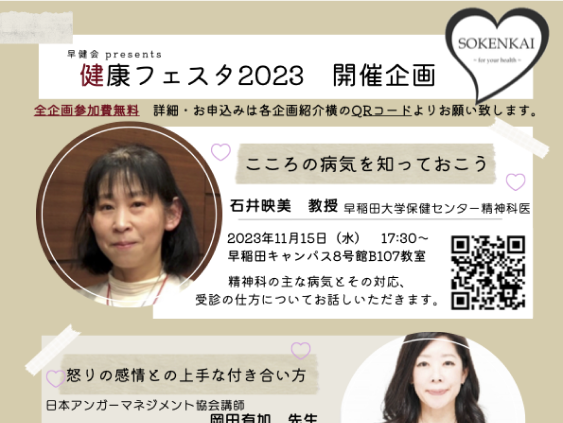 早健会 presents
健康フェスタ2023 開催企画
SOKENKAI
~ for your health ~
全企画参加費無料 詳細・お申込みは各企画紹介横のQRコードよりお願い致します。
こころの病気を知っておこう
石井映美 教授 早稲田大学保健センター精神科医
2023年11月15日（水） 17:30～
早稲田キャンパス8号館B107教室
精神科の主な病気とその対応、
受診の仕方についてお話しいただきます。
怒りの感情との上手な付き合い方
日本アンガーマネジメント協会講師
岡田有加 先生